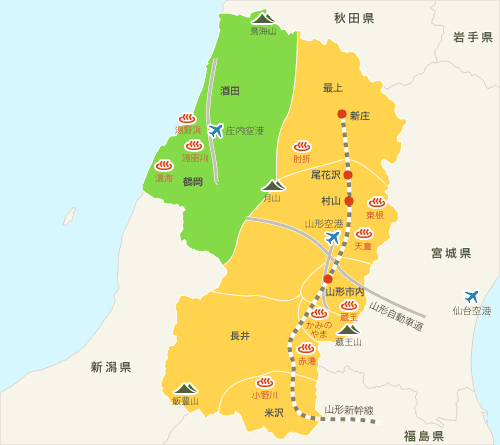 秋田県
鳥海山
岩手県
最上
酒田
新庄
湯野浜
庄内空港
湯田川
肘折
温海
鶴岡
尾花沢
月山
村山
東根
山形空港
天童
宮城県
山形市内
仙台空港
蔵王
山形自動車道
かみの
やま
長井
蔵王山
赤湯
新潟県
小野川
飯豊山
米沢
山形新幹線
福島県